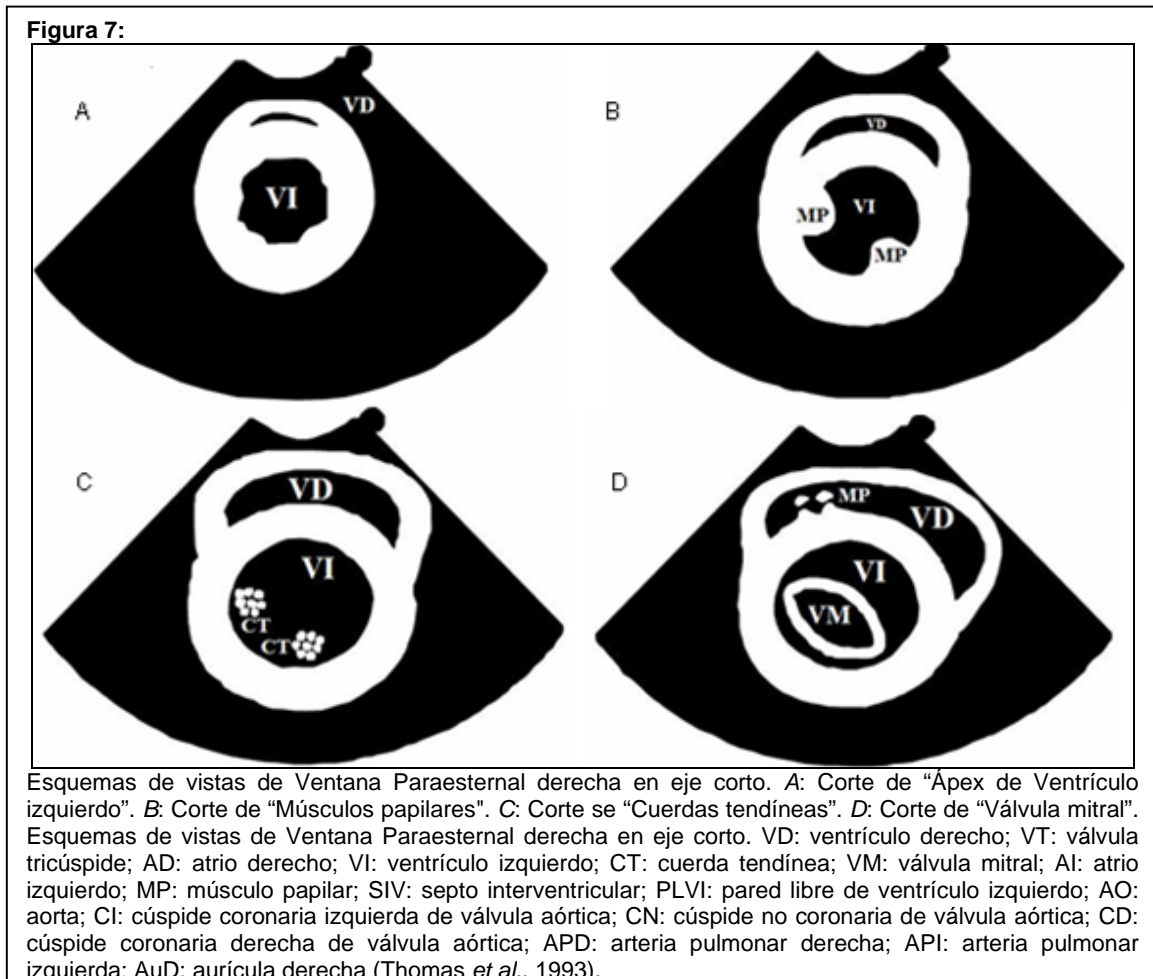 Figura 7:
A
VD
VI
B
VD
MP
VI
MP
C
VD
VI
CT
CT
D
MP
VD
VI
VM
Esquemas de vistas de Ventana Paraesternal derecha en eje corto. A: Corte de “Ápex de Ventrículo
izquierdo”. B: Corte de “Músculos papilares". C: Corte se “Cuerdas tendíneas”. D: Corte de “Válvula mitral”.
Esquemas de vistas de Ventana Paraesternal derecha en eje corto. VD: ventrículo derecho; VT: válvula
tricúspide; AD: atrio derecho; VI: ventrículo izquierdo; CT: cuerda tendínea; VM: válvula mitral; AI: atrio
izquierdo; MP: músculo papilar; SIV: septo interventricular; PLVI: pared libre de ventrículo izquierdo; AO:
aorta; CI: cúspide coronaria izquierda de válvula aórtica; CN: cúspide no coronaria de válvula aórtica; CD:
cúspide coronaria derecha de válvula aórtica; APD: arteria pulmonar derecha; API: arteria pulmonar
izquierda; AuD: aurícula derecha (Thomas et al., 1993).